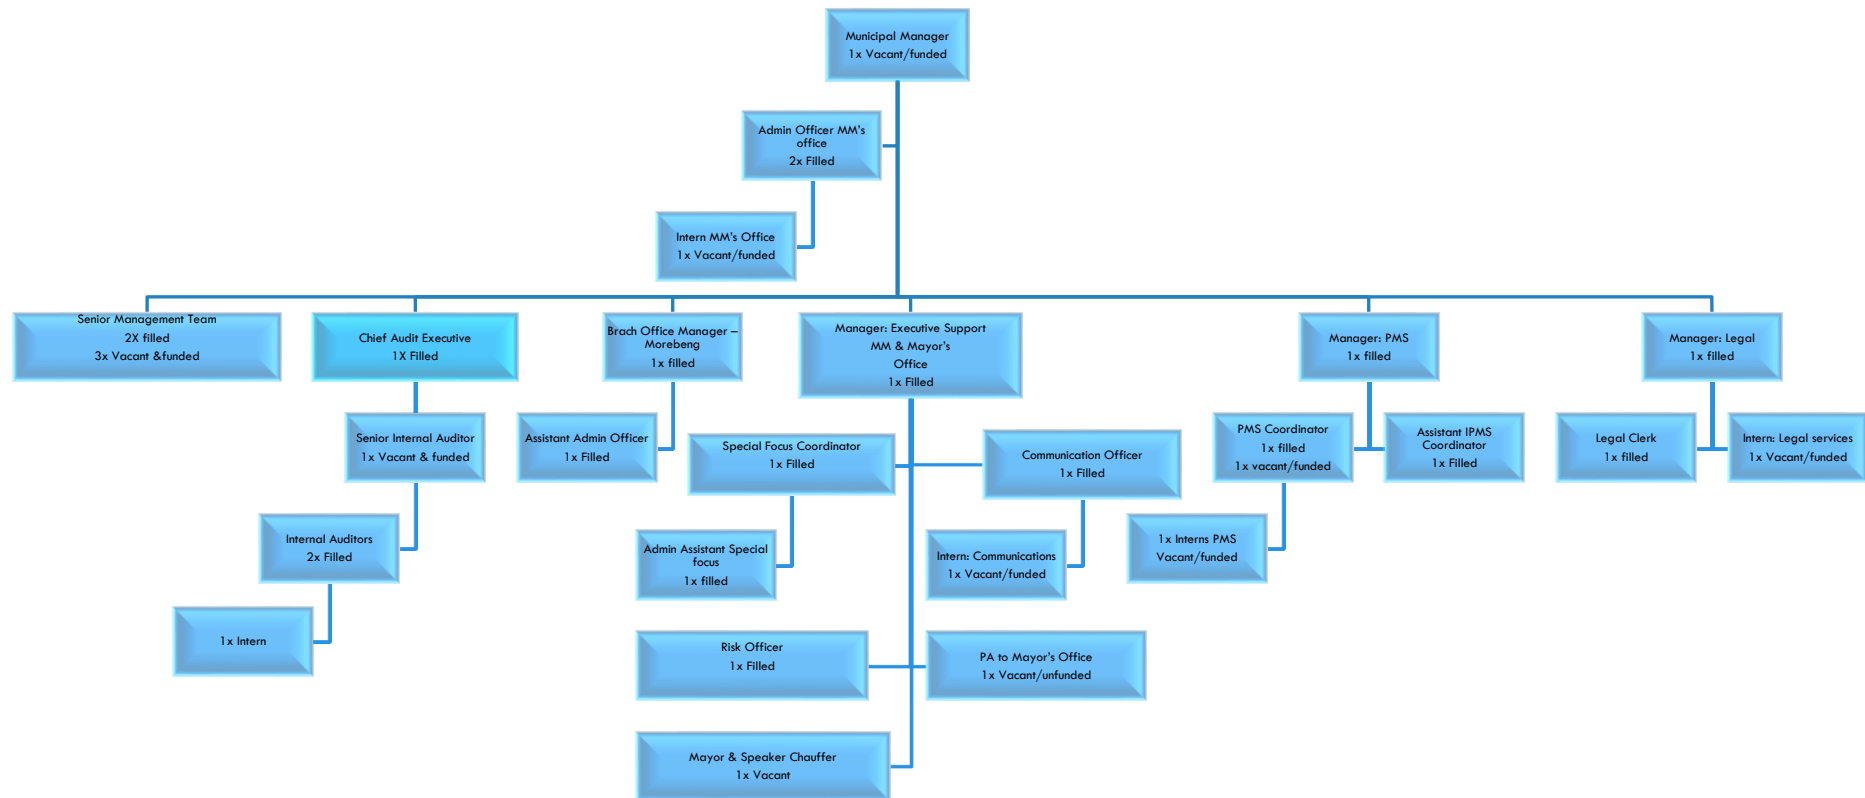 Municipal Manager
1x Vacant/funded
Admin Officer MM's
office
2x Filled
Intern MM's Office
1x Vacant/funded
Senior Management Team
2X filled
3x Vacant &funded
Chief Audit Executive
1X Filled
Brach Office Manager –
Morebeng
1x filled
Manager: Executive Support
MM & Mayor's
Office
1x Filled
Manager: PMS
1x filled
Manager: Legal
1x filled
Senior Internal Auditor
1x Vacant & funded
Assistant Admin Officer
1x Filled
Special Focus Coordinator
1x Filled
Communication Officer
1x Filled
PMS Coordinator
1x filled
1x vacant/funded
Assistant IPMS
Coordinator
1x Filled
Legal Clerk
1x filled
Intern: Legal services
1x Vacant/funded
Internal Auditors
2x Filled
Admin Assistant Special
focus
1x filled
Intern: Communications
1x Vacant/funded
1x Interns PMS
Vacant/funded
1x Intern
Risk Officer
1x Filled
PA to Mayor's Office
1x Vacant/unfunded
Mayor & Speaker Chauffer
1x Vacant